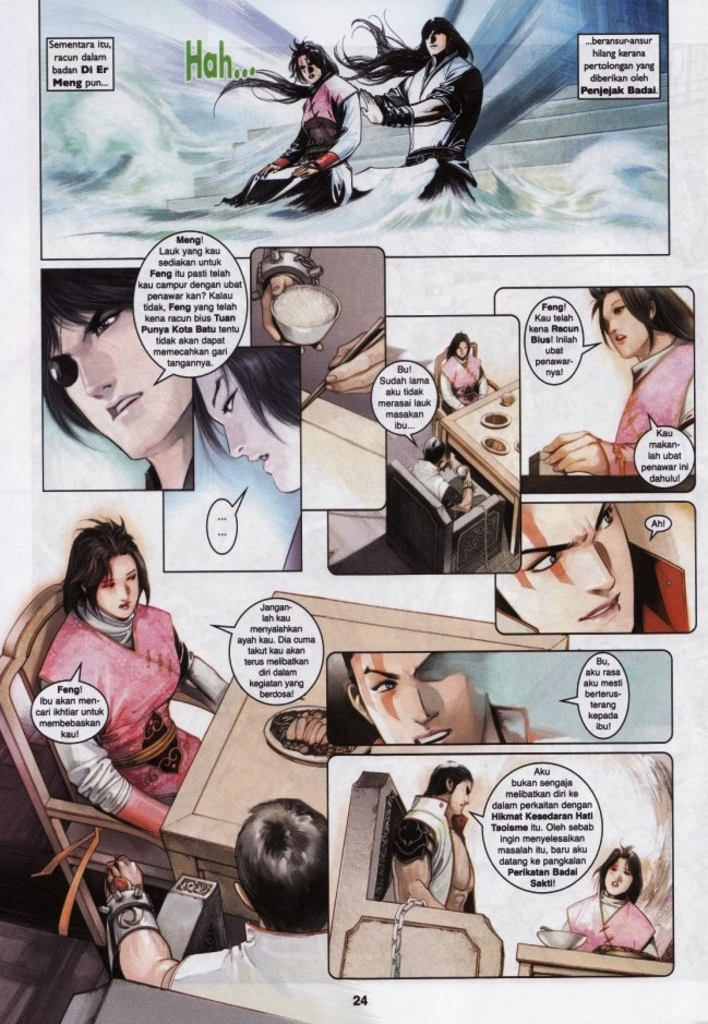 Sementara itu,
racun dalam
badan Di Er
Meng pun...
Hah...
...beransur-ansur
hilang kerana
pertolongan yang
diberikan oleh
Penjejak Badai.
Meng!
Lauk yang kau
sediakan untuk
Feng itu pasti telah
kau campur dengan ubat
penawar kan? Kalau
tidak, Feng yang telah
kena racun bius Tuan
Punya Kota Batu tentu
tidak akan dapat
memecahkan gari
tangannya...
...
...
Bu!
Sudah lama
tidak
merasai lauk
masakan
ibu...
Feng!
Kau telah
kena Racun
Bius!
Inilah ubat
penawar-
nya!
Kau
makan-
lah ubat
penawar ini
dahulu!
Ah!
Feng!
Ibu akan men-
cari ikhtiar untuk
membebaskan
kau!
Jangan-
lah kau
menyalahkan
ayah kau. Dia cuma
takut kau akan
terus melibatkan
diri dalam
kegiatan yang
berdosa!
Bu,
aku rasa
aku mesti
berterus-
terang
kepada
ibu!
Aku
bukan sengaja
melibatkan diri ke
dalam perkaitan dengan
Hikmat Kesedaran Hati
Taoisme itu. Oleh sebab
ingin menyelesaikan
masalah itu, baru aku
datang ke pangkalan
Perikatan Badai
Sakti!
24